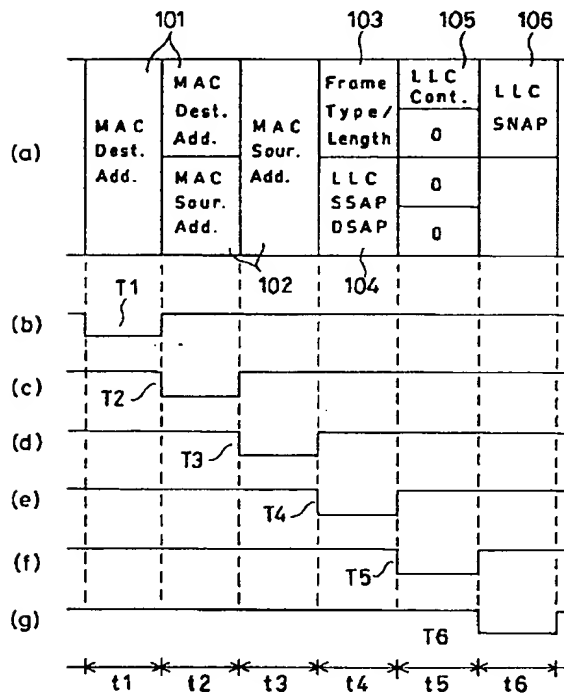 101
103
105
106
(a)
MAC
Dest.
Add.
MAC
Dest.
Add.
MAC
Sour.
Add.
MAC
Sour.
Add.
Frame
Type/
Length
LLC
SSAP
DSAP
LLC
Cont.
0
0
0
LLC
SNAP
102
104
(b)
T1
(c)
T2
(d)
T3
(e)
T4
(f)
T5
(g)
T6
t1
t2
t3
t4
t5
t6